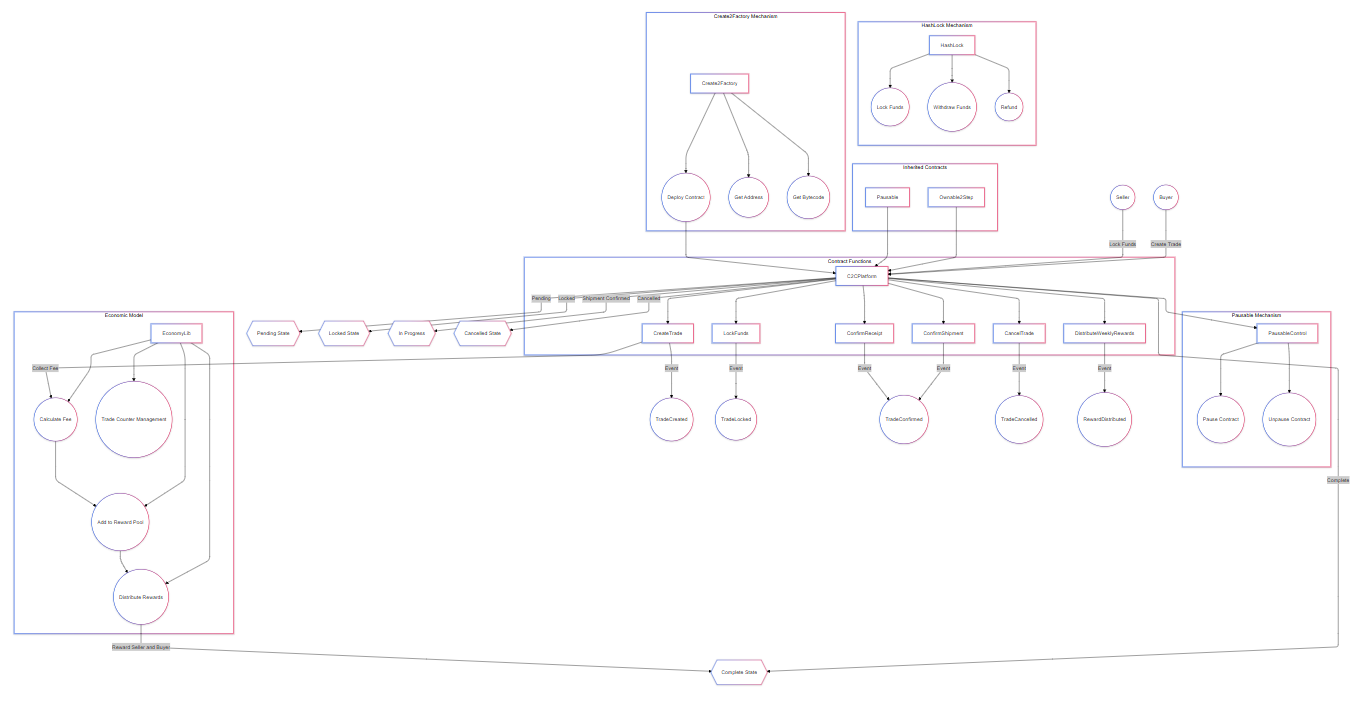 Create2Factory Mechanism
HashLock Mechanism
HashLock
Create2Factory
Lock Funds
Withdraw Funds
Refund
Inherited Contracts
Deploy Contract
Get Address
Get Bytecode
Pausable
Ownable2Step
Seller
Buyer
Lock Funds
Create Trade
Contract Functions
C2CPlatform
Pending
Locked
Shipment Confirmed
Cancelled
Economic Model
Pausable Mechanism
EconomyLib
Pending State
Locked State
In Progress
Cancelled State
CreateTrade
LockFunds
ConfirmReceipt
ConfirmShipment
CancelTrade
DistributeWeeklyRewards
PausableControl
Collect Fee
Event
Event
Event
Event
Event
Event
Calculate Fee
Trade Counter Management
TradeCreated
TradeLocked
TradeConfirmed
TradeCancelled
RewardDistributed
Pause Contract
Unpause Contract
Complete
Add to Reward Pool
Distribute Rewards
Reward Seller and Buyer
Complete State